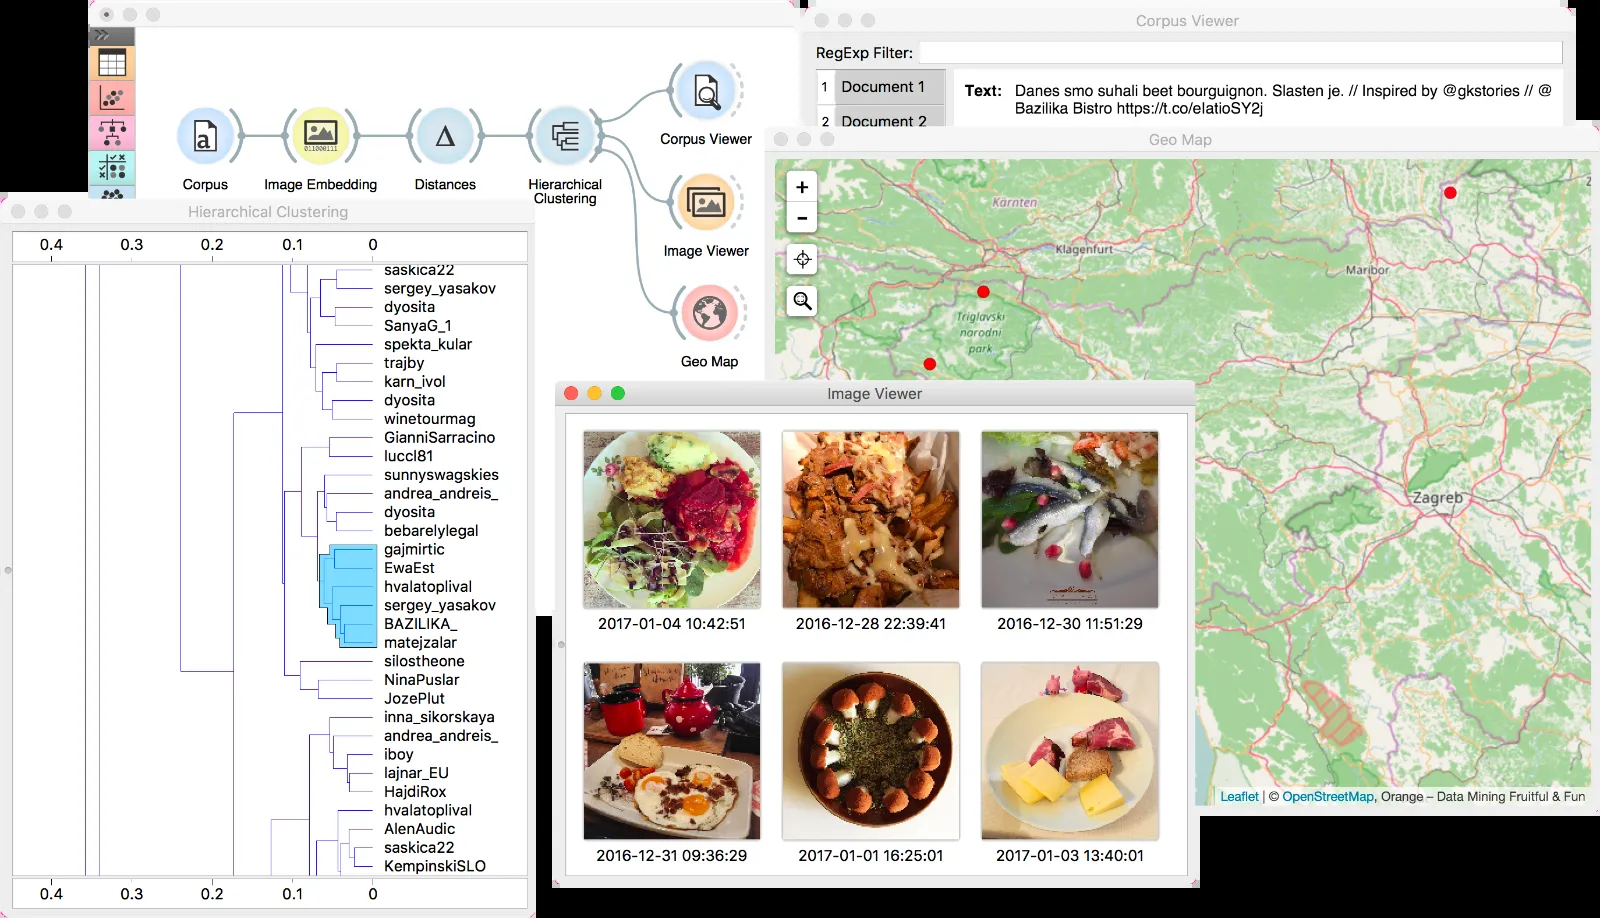 Corpus
Image Embedding
Distances
Hierarchical
Clustering
Corpus Viewer
Image Viewer
Geo Map
Corpus Viewer
RegExp Filter:
1 Document 1
2 Document 2
Text: Danes smo suhali beet bourguignon. Slasten je. // Inspired by @gkstories // @
Bazilika Bistro https://t.co/eIatioSY2j
Geo Map
+
−
Kärnten
Klagenfurt
Maribor
Triglavski
narodni
park
Zagreb
Leaflet | © OpenStreetMap, Orange – Data Mining Fruitful & Fun
Hierarchical Clustering
0.4 0.3 0.2 0.1 0
saskica22
sergey_yasakov
dyosita
SanyaG_1
spekta_kular
trajby
karn_ivol
dyosita
winetourmag
GianniSarracino
luccl81
sunnyswagskies
andrea_andreis_
dyosita
bebarelylegal
gajmirtic
EwaEst
hvalatoplival
sergey_yasakov
BAZILIKA_
matejzalar
silostheone
NinaPuslar
JozePlut
inna_sikorskaya
andrea_andreis_
iboy
lajnar_EU
HajdiRox
hvalatoplival
AlenAudic
saskica22
KempinskiSLO
0.4 0.3 0.2 0.1 0
Image Viewer
2017-01-04 10:42:51
2016-12-28 22:39:41
2016-12-30 11:51:29
2016-12-31 09:36:29
2017-01-01 16:25:01
2017-01-03 13:40:01